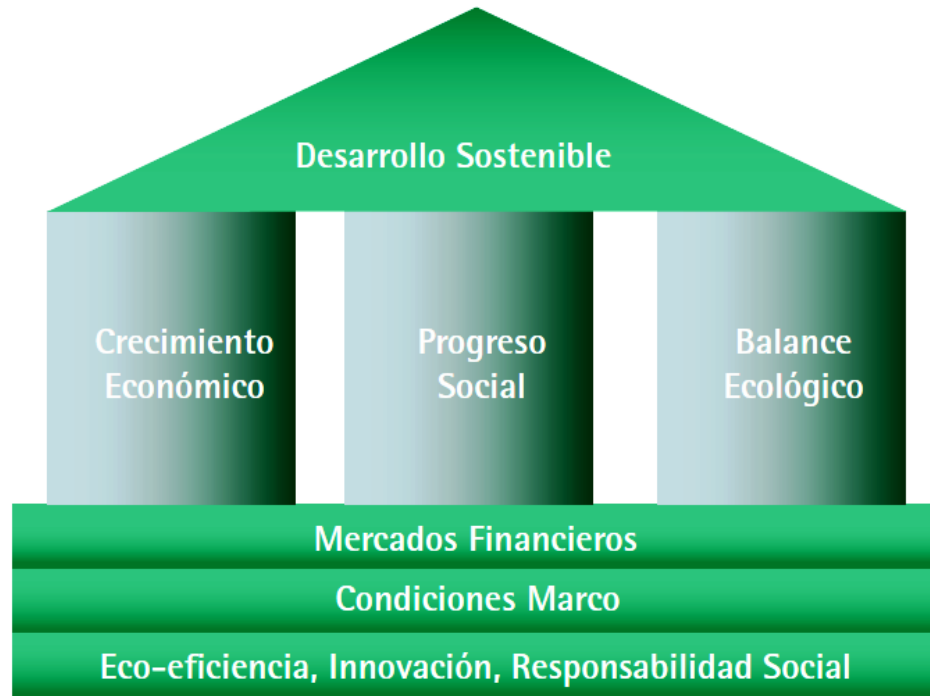 Desarrollo Sostenible
Crecimiento
Económico
Progreso
Social
Balance
Ecológico
Mercados Financieros
Condiciones Marco
Eco-eficiencia, Innovación, Responsabilidad Social